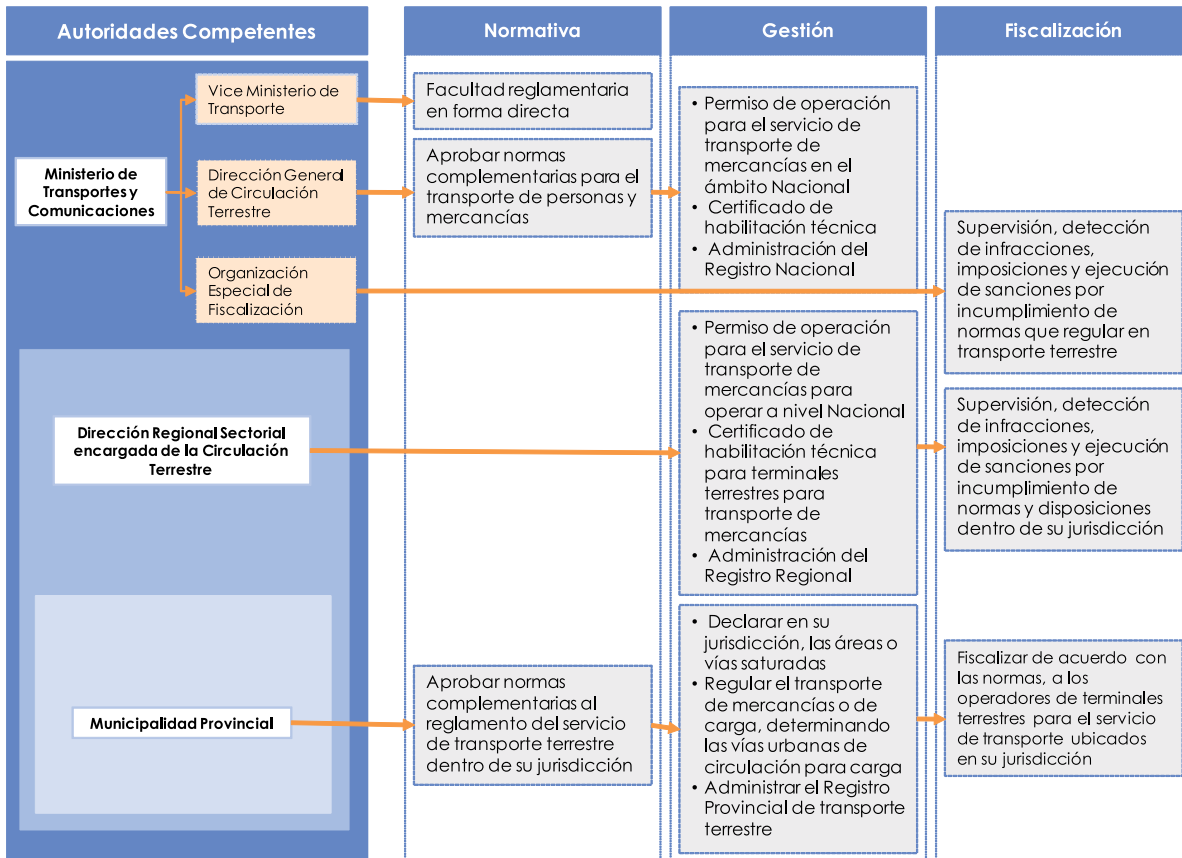 Autoridades Competentes
Normativa
Gestión
Fiscalización
Ministerio de
Transportes y
Comunicaciones
Vice Ministerio de
Transporte
Dirección General
de Circulación
Terrestre
Organización
Especial de
Fiscalización
Facultad reglamentaria
en forma directa
Aprobar normas
complementarias para el
transporte de personas y
mercancías
• Permiso de operación
para el servicio de
transporte de
mercancías en el
ámbito Nacional
• Certificado de
habilitación técnica
• Administración del
Registro Nacional
Supervisión, detección
de infracciones,
imposiciones y ejecución
de sanciones por
incumplimiento de
normas que regular en
transporte terrestre
Dirección Regional Sectorial
encargada de la Circulación
Terrestre
• Permiso de operación
para el servicio de
transporte de
mercancías para
operar a nivel Nacional
• Certificado de
habilitación técnica
para terminales
terrestres para
transporte de
mercancías
• Administración del
Registro Regional
Supervisión, detección
de infracciones,
imposiciones y ejecución
de sanciones por
incumplimiento de
normas y disposiciones
dentro de su jurisdicción
Municipalidad Provincial
Aprobar normas
complementarias al
reglamento del servicio
de transporte terrestre
dentro de su jurisdicción
• Declarar en su
jurisdicción, las áreas o
vías saturadas
• Regular el transporte
de mercancías o de
carga, determinando
las vías urbanas de
circulación para carga
• Administrar el Registro
Provincial de transporte
terrestre
Fiscalizar de acuerdo con
las normas, a los
operadores de teminales
terrestres para el servicio
de transporte ubicados
en su jurisdicción